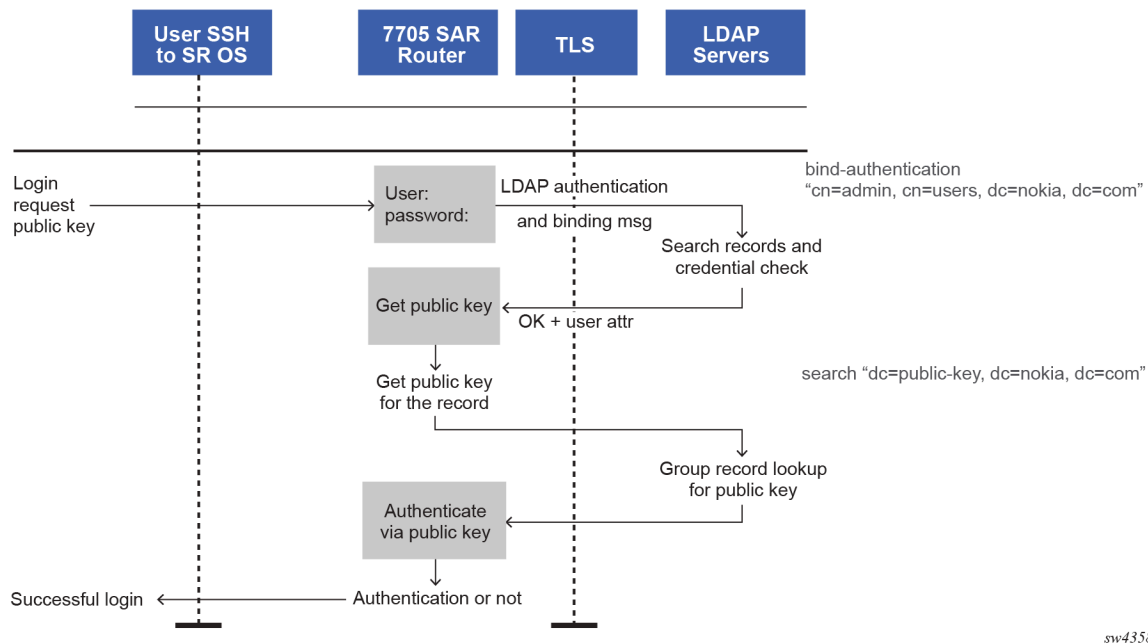 User SSH
to SR OS
7705 SAR
Router
TLS
LDAP
Servers
bind-authentication
“cn=admin, cn=users, dc=nokia, dc=com”
Login
request
public key
User:
password:
LDAP authentication
and binding msg
Search records and
credential check
Get public key
OK + user attr
Get public key
for the record
search “dc=public-key, dc=nokia, dc=com”
Group record lookup
for public key
Authenticate
via public key
Successful login
Authentication or not